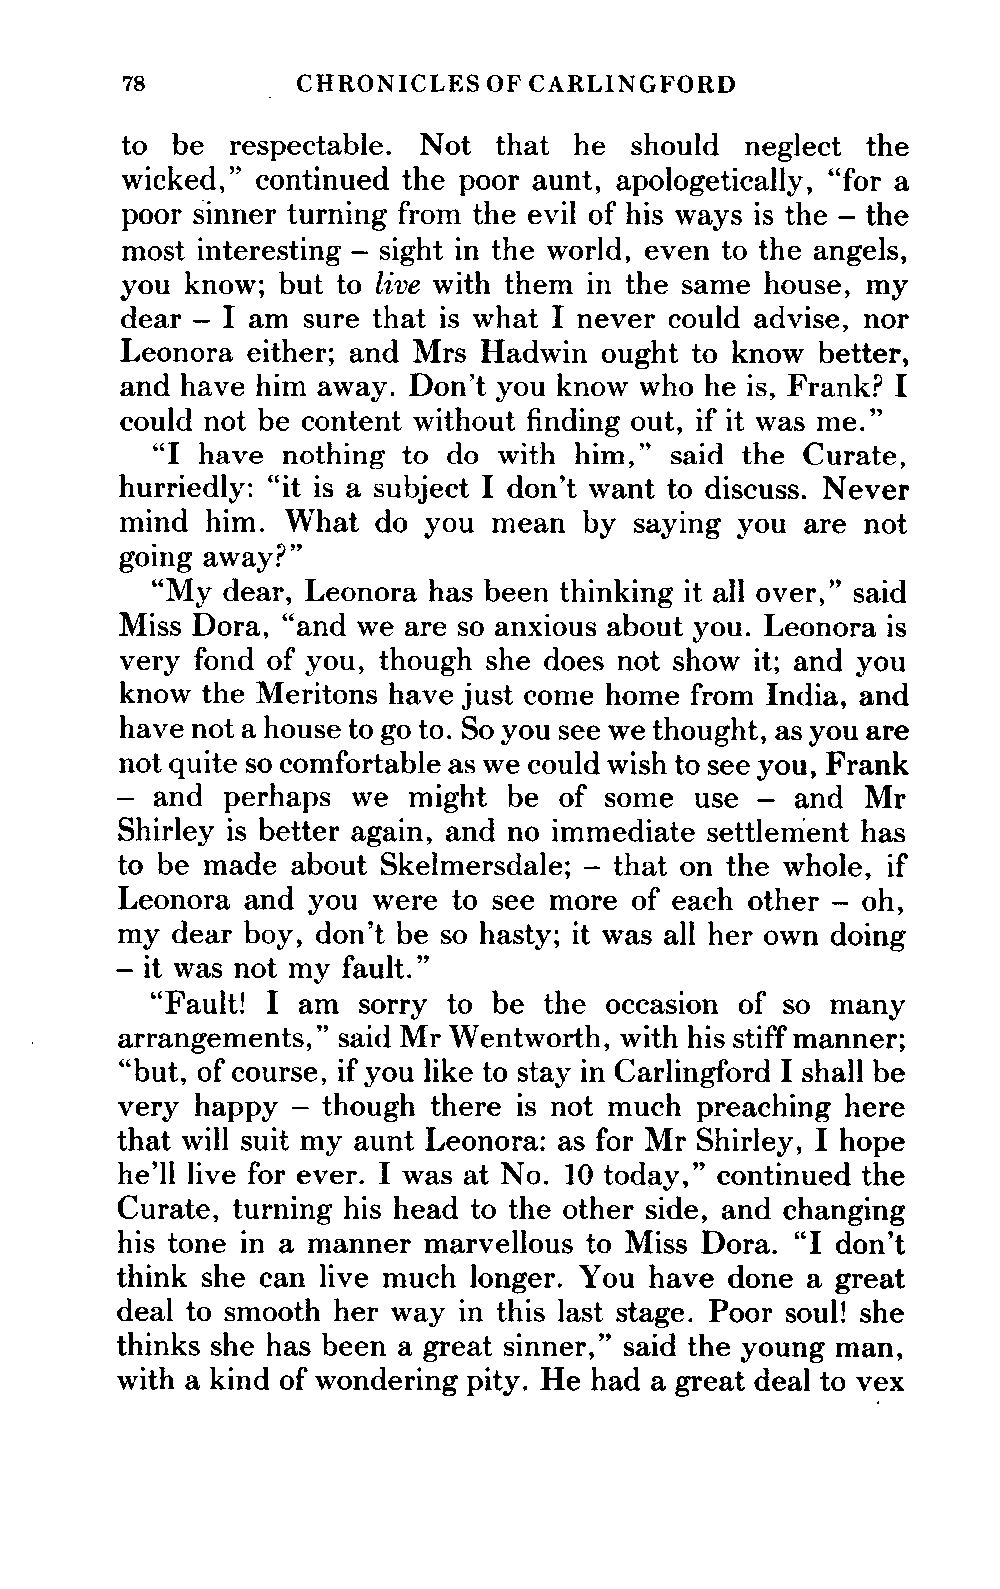 78 CHRONICLES OF CARLINGFORD
to be respectable. Not that he should neglect the
wicked,” continued the poor aunt, apologetically, “for a
poor sinner turning from the evil of his ways is the – the
most interesting – sight in the world, even to the angels,
you know; but to live with them in the same house, my
dear – I am sure that is what I never could advise, nor
Leonora either; and Mrs Hadwin ought to know better,
and have him away. Don’t you know who he is, Frank? I
could not be content without finding out, if it was me.”
“I have nothing to do with him,” said the Curate,
hurriedly: “it is a subject I don’t want to discuss. Never
mind him. What do you mean by saying you are not
going away?”
“My dear, Leonora has been thinking it all over,” said
Miss Dora, “and we are so anxious about you. Leonora is
very fond of you, though she does not show it; and you
know the Meritons have just come home from India, and
have not a house to go to. So you see we thought, as you are
not quite so comfortable as we could wish to see you, Frank
– and perhaps we might be of some use – and Mr
Shirley is better again, and no immediate settlement has
to be made about Skelmersdale; – that on the whole, if
Leonora and you were to see more of each other – oh,
my dear boy, don’t be so hasty; it was all her own doing
– it was not my fault.”
“Fault! I am sorry to be the occasion of so many
arrangements,” said Mr Wentworth, with his stiff manner;
“but, of course, if you like to stay in Carlingford I shall be
very happy – though there is not much preaching here
that will suit my aunt Leonora: as for Mr Shirley, I hope
he’ll live for ever. I was at No. 10 today,” continued the
Curate, turning his head to the other side, and changing
his tone in a manner marvellous to Miss Dora. “I don’t
think she can live much longer. You have done a great
deal to smooth her way in this last stage. Poor soul! she
thinks she has been a great sinner,” said the young man,
with a kind of wondering pity. He had a great deal to vex